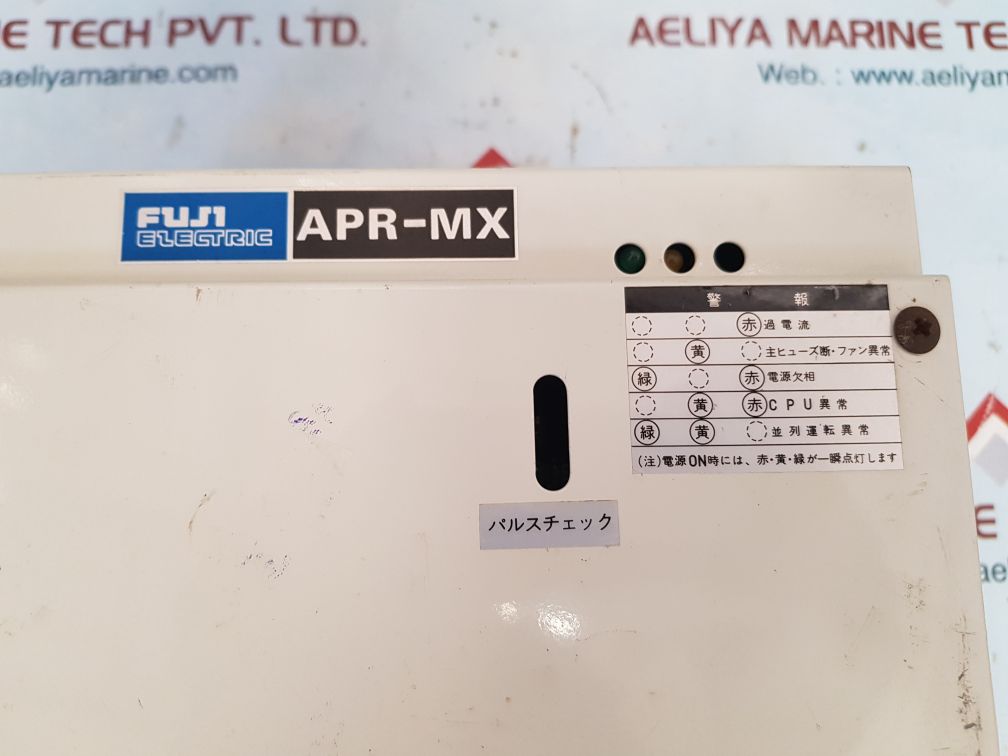 E TECH PVT. LTD.
AELIYA MARINE TE
aeliyamarine.com
Web. : www.aeliyam
FUJI
ELECTRIC
APR-MX
警 報
赤 過電流
黄 主ヒューズ断・ファン異常
緑 赤 電源欠相
黄 赤 CPU異常
緑 黄 並列運転異常
(注)電源ON時には、赤・黄・緑が一瞬点灯します
パルスチェック
E
ae